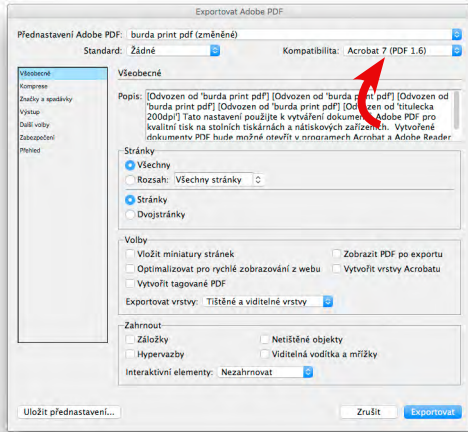 Exportovat Adobe PDF
Přednastavení Adobe PDF: burda print pdf (změněné)
Standard: Žádné Kompatibilita: Acrobat 7 (PDF 1.6)
Všeobecné
Komprese
Značky a spadávky
Výstup
Další volby
Zabezpečení
Přehled
Všeobecné
Popis: [Odvozen od 'burda print pdf'] [Odvozen od 'burda print pdf'] [Odvozen od
'burda print pdf'] [Odvozen od 'burda print pdf'] [Odvozen od 'titulecka
200dpi'] Tato nastavení použijte k vytváření dokumentů Adobe PDF pro
kvalitní tisk na stolních tiskárnách a nátiskových zařízeních. Vytvořené
dokumenty PDF bude možné otevřít v programech Acrobat a Adobe Reader
Stránky
Všechny
Rozsah: Všechny stránky
Stránky
Dvojstránky
Volby
Vložit miniatury stránek Zobrazit PDF po exportu
Optimalizovat pro rychlé zobrazování z webu Vytvořit vrstvy Acrobatu
Vytvořit tagované PDF
Exportovat vrstvy: Tištěné a viditelné vrstvy
Zahrnout
Záložky Netištěné objekty
Hypervazby Viditelná vodítka a mřížky
Interaktivní elementy: Nezahrnovat
Uložit přednastavení... Zrušit Exportovat